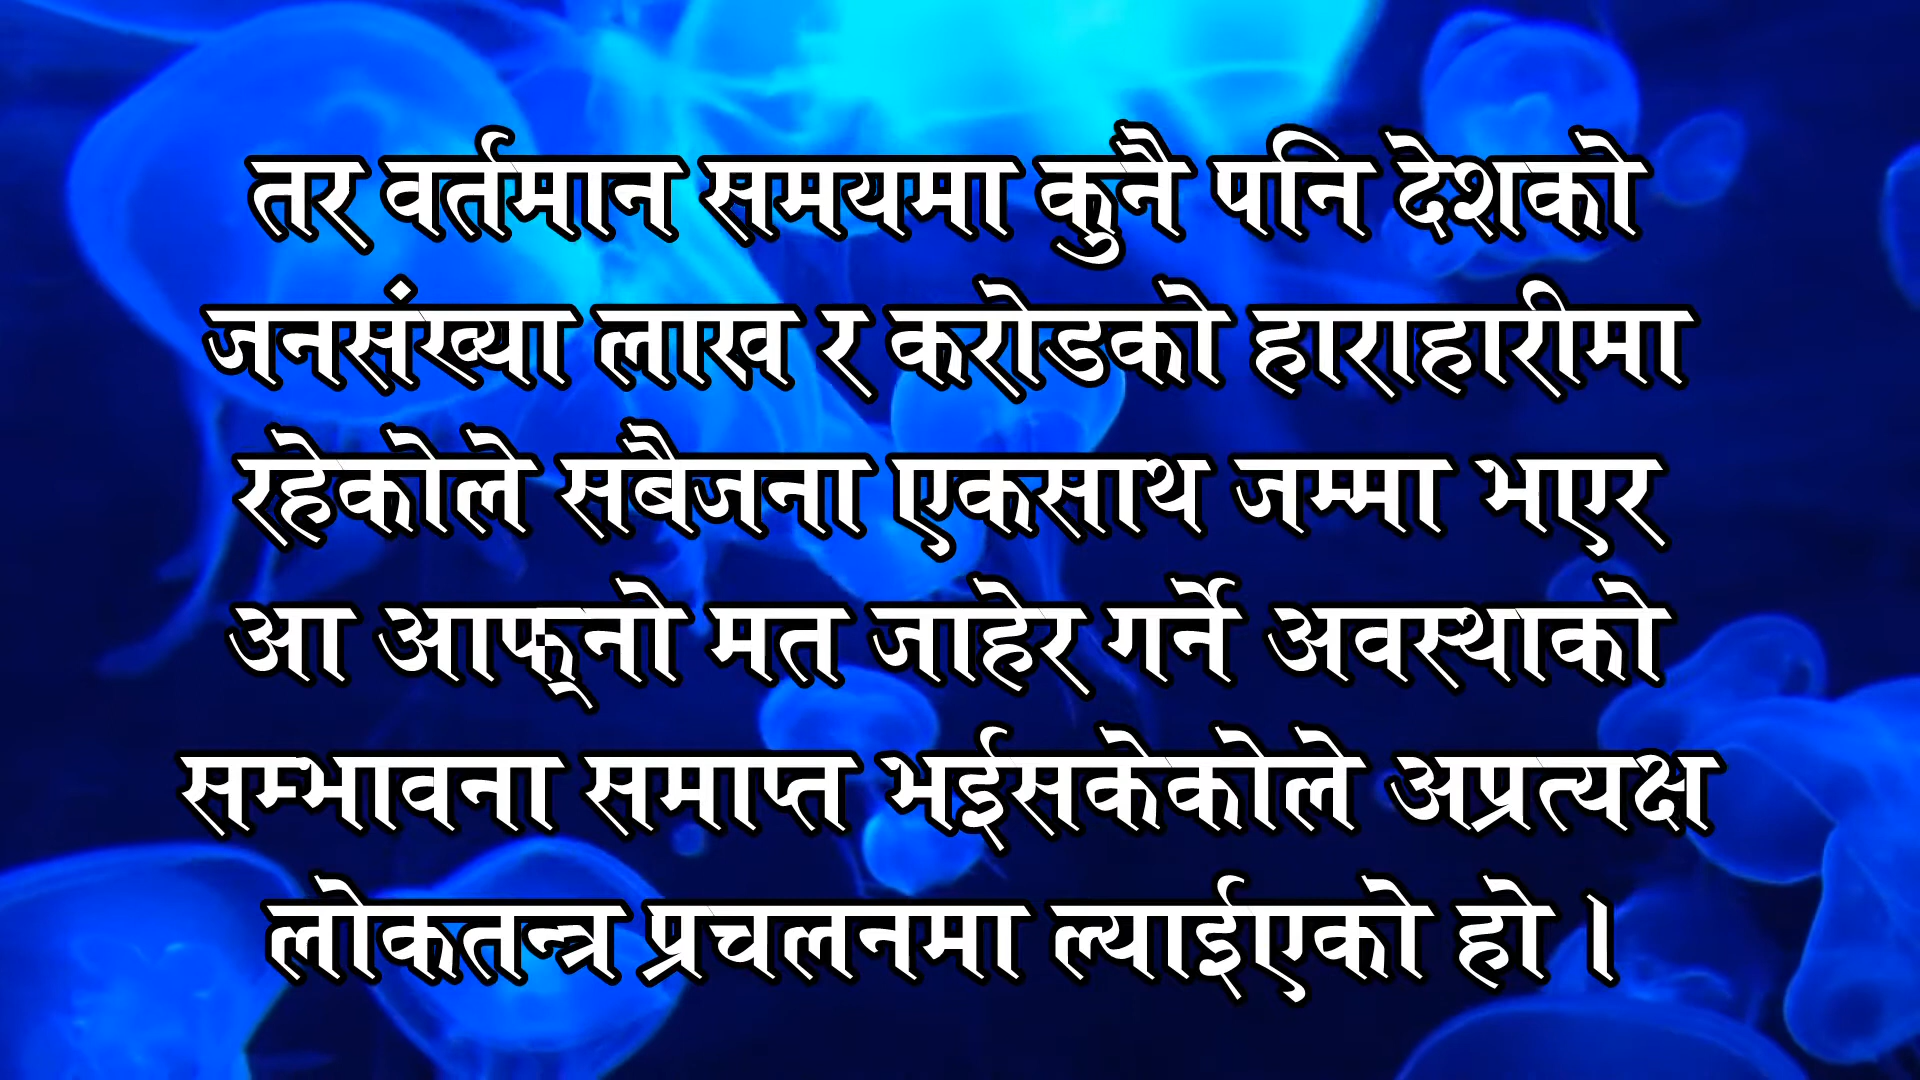 तर वर्तमान समयमा कुनै पनि देशको
जनसंख्या लाख र करोडको हाराहारीमा
रहेकोले सबैजना एकसाथ जम्मा भएर
आ आफ्‌नो मत जाहेर गर्ने अवस्थाको
सम्भावना समाप्त भईसकेकोले अप्रत्यक्ष
लोकतन्त्र प्रचलनमा ल्याईएको हो ।